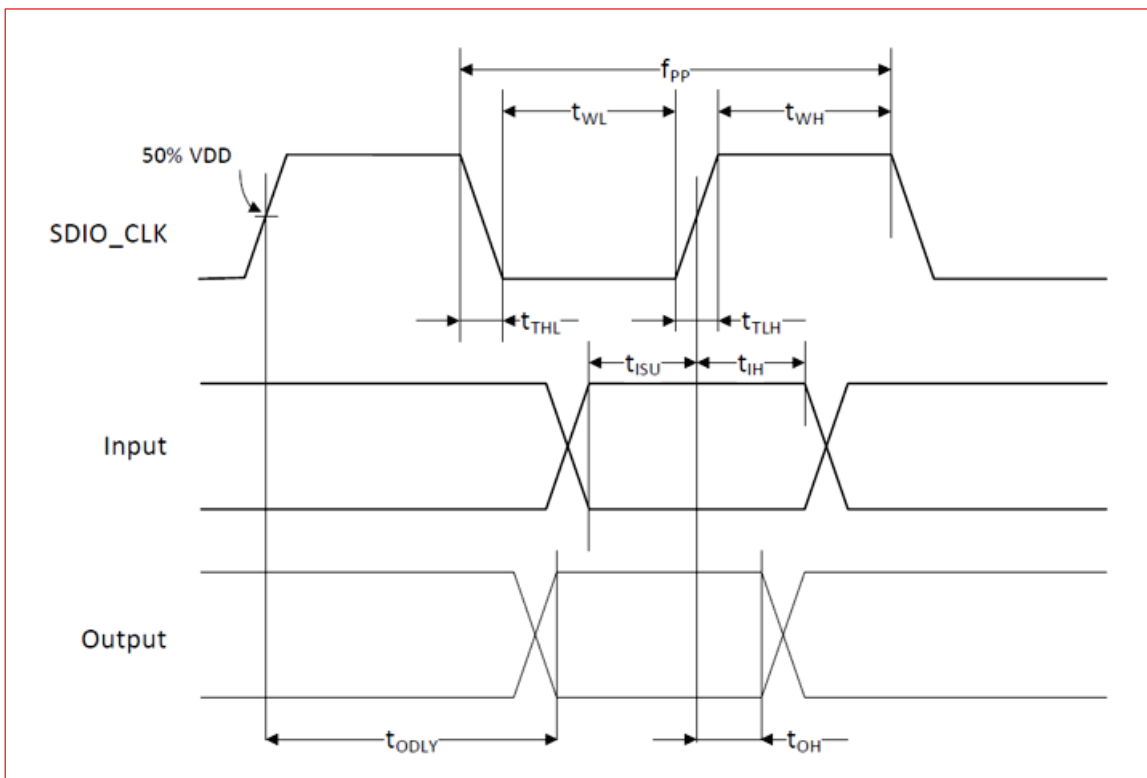 fPP
tWL
tWH
50% VDD
SDIO_CLK
tTHL
tTLH
tISU
tIH
Input
Output
tODLY
tOH